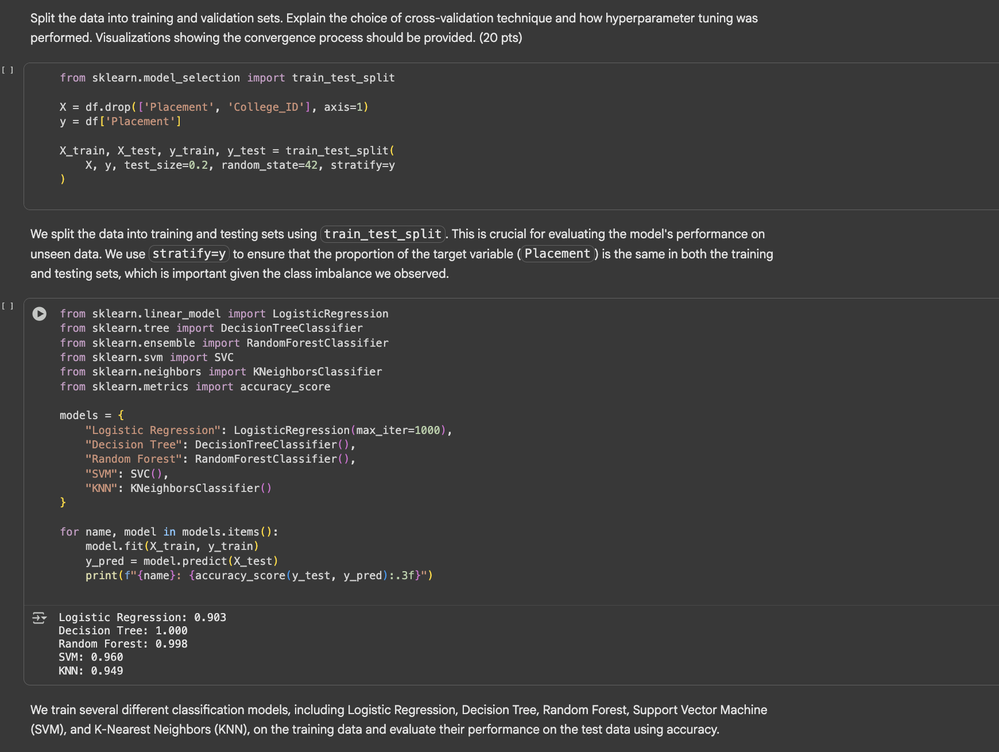 Split the data into training and validation sets. Explain the choice of cross-validation technique and how hyperparameter tuning was
performed. Visualizations showing the convergence process should be provided. (20 pts)
[ ]
from sklearn.model_selection import train_test_split
X = df.drop(['Placement', 'College_ID'], axis=1)
y = df['Placement']
X_train, X_test, y_train, y_test = train_test_split(
    X, y, test_size=0.2, random_state=42, stratify=y
)
We split the data into training and testing sets using train_test_split. This is crucial for evaluating the model's performance on
unseen data. We use stratify=y to ensure that the proportion of the target variable (Placement) is the same in both the training
and testing sets, which is important given the class imbalance we observed.
[ ]
from sklearn.linear_model import LogisticRegression
from sklearn.tree import DecisionTreeClassifier
from sklearn.ensemble import RandomForestClassifier
from sklearn.svm import SVC
from sklearn.neighbors import KNeighborsClassifier
from sklearn.metrics import accuracy_score
models = {
    "Logistic Regression": LogisticRegression(max_iter=1000),
    "Decision Tree": DecisionTreeClassifier(),
    "Random Forest": RandomForestClassifier(),
    "SVM": SVC(),
    "KNN": KNeighborsClassifier()
}
for name, model in models.items():
    model.fit(X_train, y_train)
    y_pred = model.predict(X_test)
    print(f"{name}: {accuracy_score(y_test, y_pred):.3f}")
Logistic Regression: 0.903
Decision Tree: 1.000
Random Forest: 0.998
SVM: 0.960
KNN: 0.949
We train several different classification models, including Logistic Regression, Decision Tree, Random Forest, Support Vector Machine
(SVM), and K-Nearest Neighbors (KNN), on the training data and evaluate their performance on the test data using accuracy.